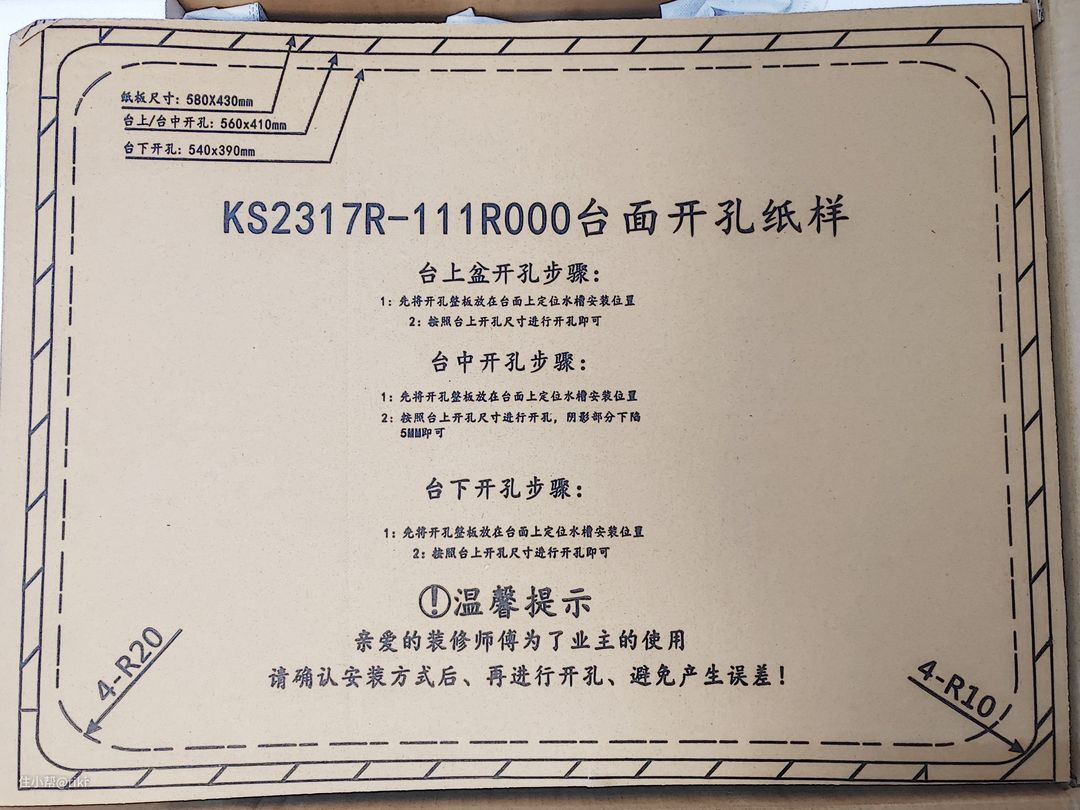 纸板尺寸: 580X430mm
台上/台中开孔: 560x410mm
台下开孔: 540x390mm
KS2317R-111R000台面开孔纸样
台上盆开孔步骤:
1: 先将开孔整板放在台面上定位水槽安装位置
2: 按照台上开孔尺寸进行开孔即可
台中开孔步骤:
1: 先将开孔整板放在台面上定位水槽安装位置
2: 按照台上开孔尺寸进行开孔, 阴影部分下陷
5MM即可
台下开孔步骤:
1: 先将开孔整板放在台面上定位水槽安装位置
2: 按照台上开孔尺寸进行开孔即可
!温馨提示
亲爱的装修师傅为了业主的使用
请确认安装方式后、再进行开孔、避免产生误差!
4-R20
4-R10
住小帮@